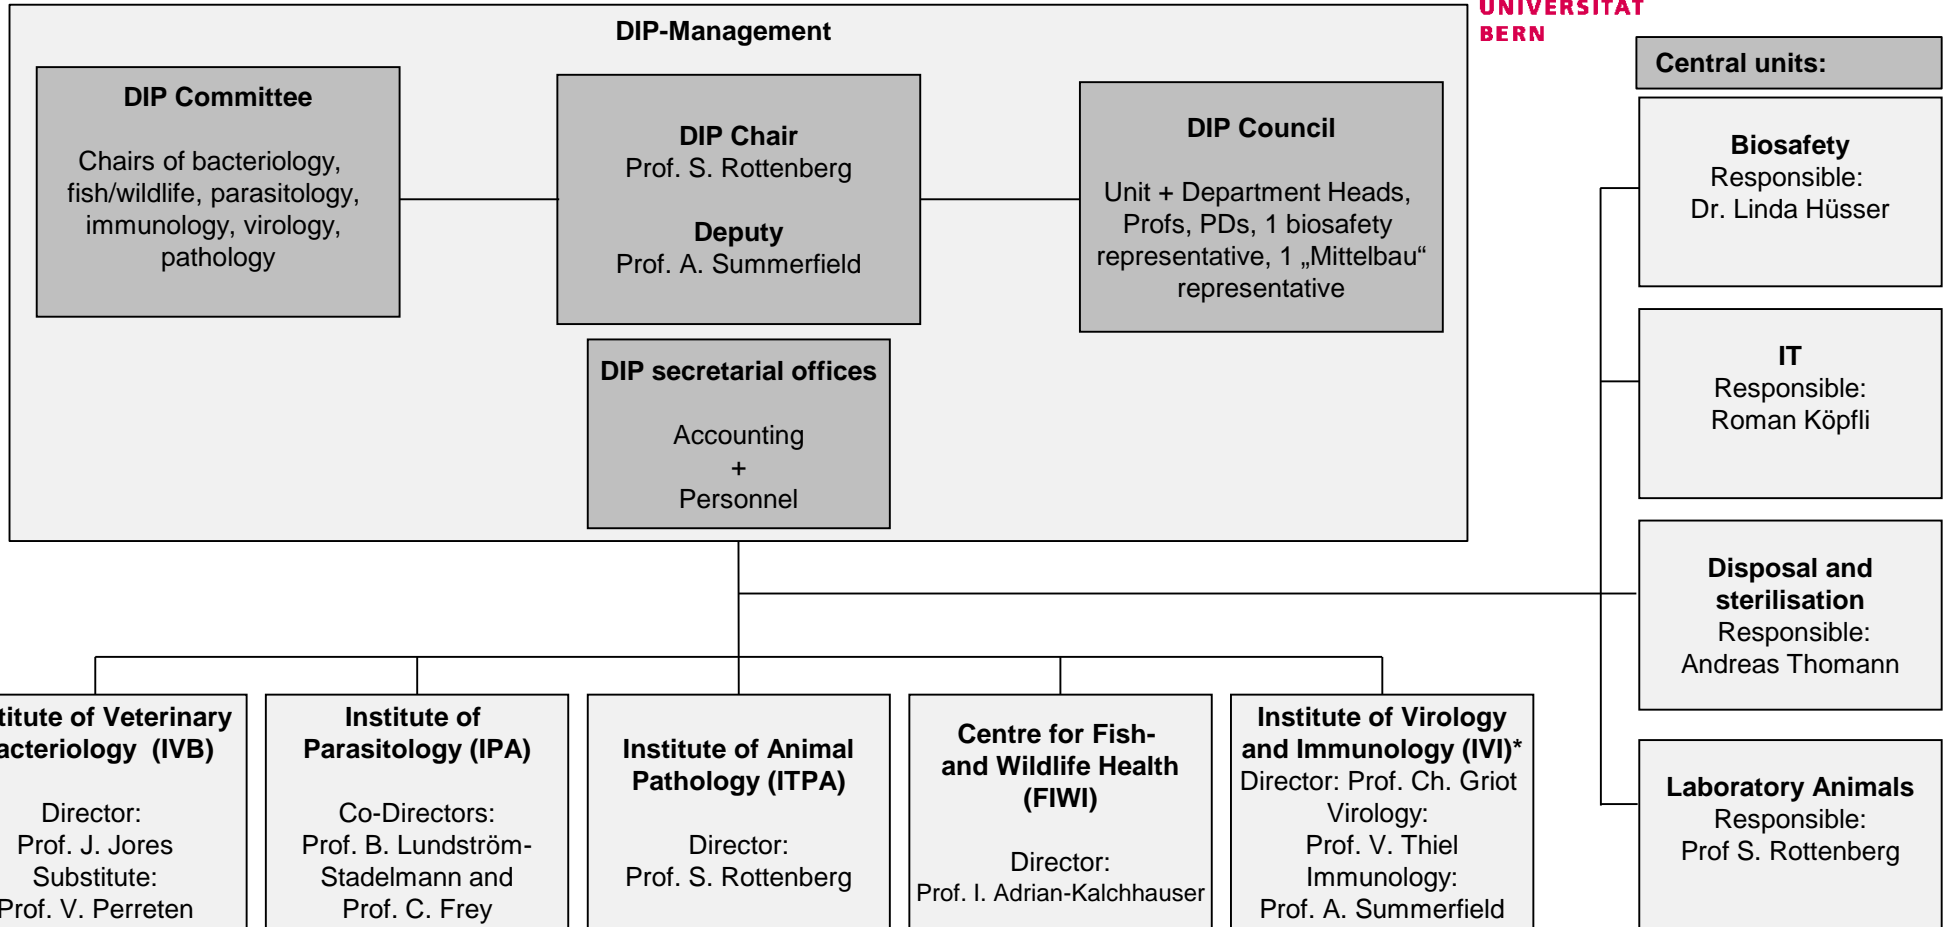 UNIVERSITÄT
BERN
DIP-Management
DIP Committee
Chairs of bacteriology,
fish/wildlife, parasitology,
immunology, virology,
pathology
DIP Chair
Prof. S. Rottenberg
Deputy
Prof. A. Summerfield
DIP Council
Unit + Department Heads,
Profs, PDs, 1 biosafety
representative, 1 „Mittelbau“
representative
DIP secretarial offices
Accounting
+
Personnel
Central units:
Biosafety
Responsible:
Dr. Linda Hüsser
IT
Responsible:
Roman Köpfli
Disposal and
sterilisation
Responsible:
Andreas Thomann
Laboratory Animals
Responsible:
Prof S. Rottenberg
titute of Veterinary
acteriology (IVB)
Director:
Prof. J. Jores
Substitute:
Prof. V. Perreten
Institute of
Parasitology (IPA)
Co-Directors:
Prof. B. Lundström-
Stadelmann and
Prof. C. Frey
Institute of Animal
Pathology (ITPA)
Director:
Prof. S. Rottenberg
Centre for Fish-
and Wildlife Health
(FIWI)
Director:
Prof. I. Adrian-Kalchhauser
Institute of Virology
and Immunology (IVI)*
Director: Prof. Ch. Griot
Virology:
Prof. V. Thiel
Immunology:
Prof. A. Summerfield